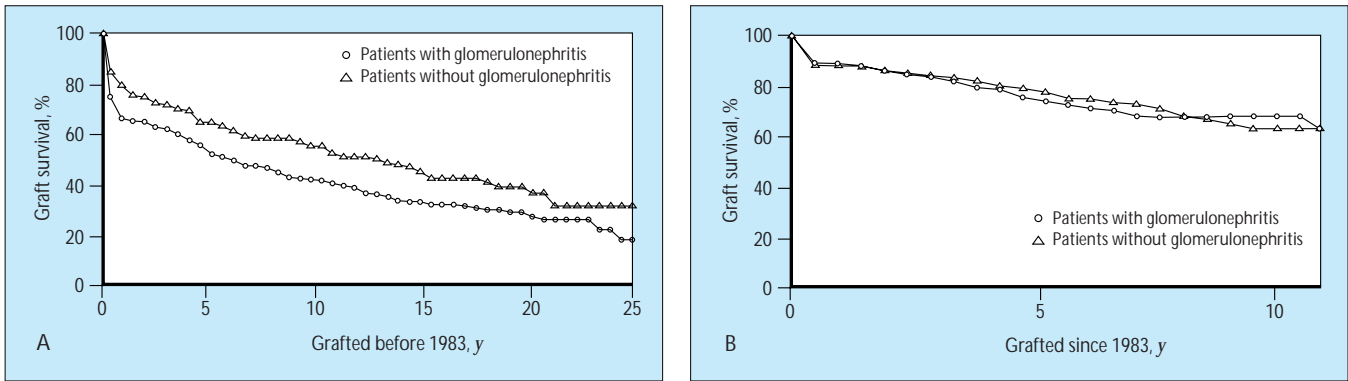 100
80
60
40
20
0
Graft survival, %
Patients with glomerulonephritis
Patients without glomerulonephritis
0 5 10 15 20 25
A
Grafted before 1983, y
100
80
60
40
20
0
Graft survival, %
Patients with glomerulonephritis
Patients without glomerulonephritis
0 5 10
B
Grafted since 1983, y